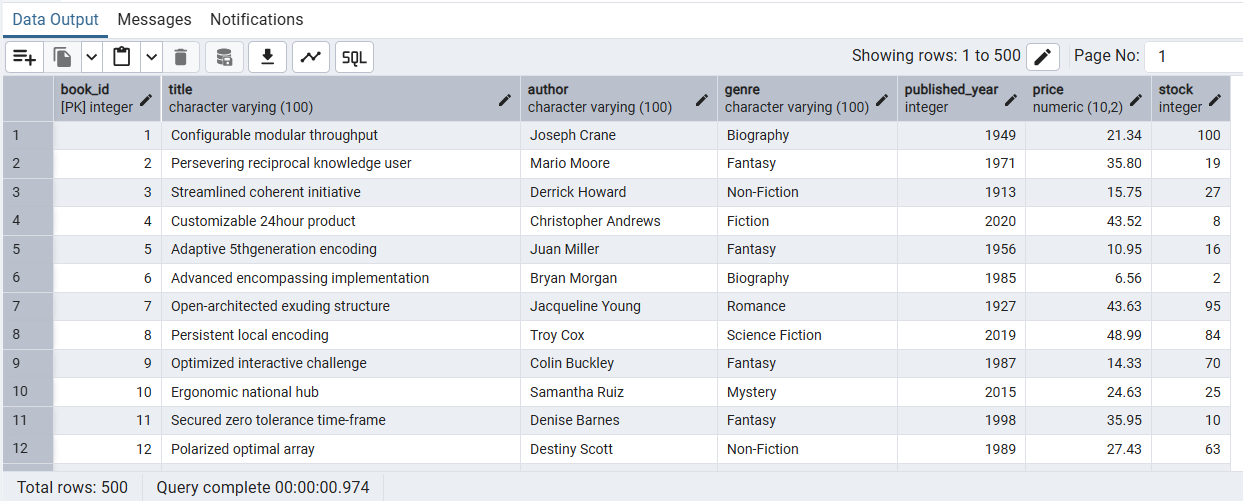 Data Output Messages Notifications
SQL Showing rows: 1 to 500 Page No: 1
book_id title author genre published_year price stock
[PK] integer character varying (100) character varying (100) character varying (100) integer numeric (10,2) integer
1 1 Configurable modular throughput Joseph Crane Biography 1949 21.34 100
2 2 Persevering reciprocal knowledge user Mario Moore Fantasy 1971 35.80 19
3 3 Streamlined coherent initiative Derrick Howard Non-Fiction 1913 15.75 27
4 4 Customizable 24hour product Christopher Andrews Fiction 2020 43.52 8
5 5 Adaptive 5thgeneration encoding Juan Miller Fantasy 1956 10.95 16
6 6 Advanced encompassing implementation Bryan Morgan Biography 1985 6.56 2
7 7 Open-architected exuding structure Jacqueline Young Romance 1927 43.63 95
8 8 Persistent local encoding Troy Cox Science Fiction 2019 48.99 84
9 9 Optimized interactive challenge Colin Buckley Fantasy 1987 14.33 70
10 10 Ergonomic national hub Samantha Ruiz Mystery 2015 24.63 25
11 11 Secured zero tolerance time-frame Denise Barnes Fantasy 1998 35.95 10
12 12 Polarized optimal array Destiny Scott Non-Fiction 1989 27.43 63
Total rows: 500 Query complete 00:00:00.974